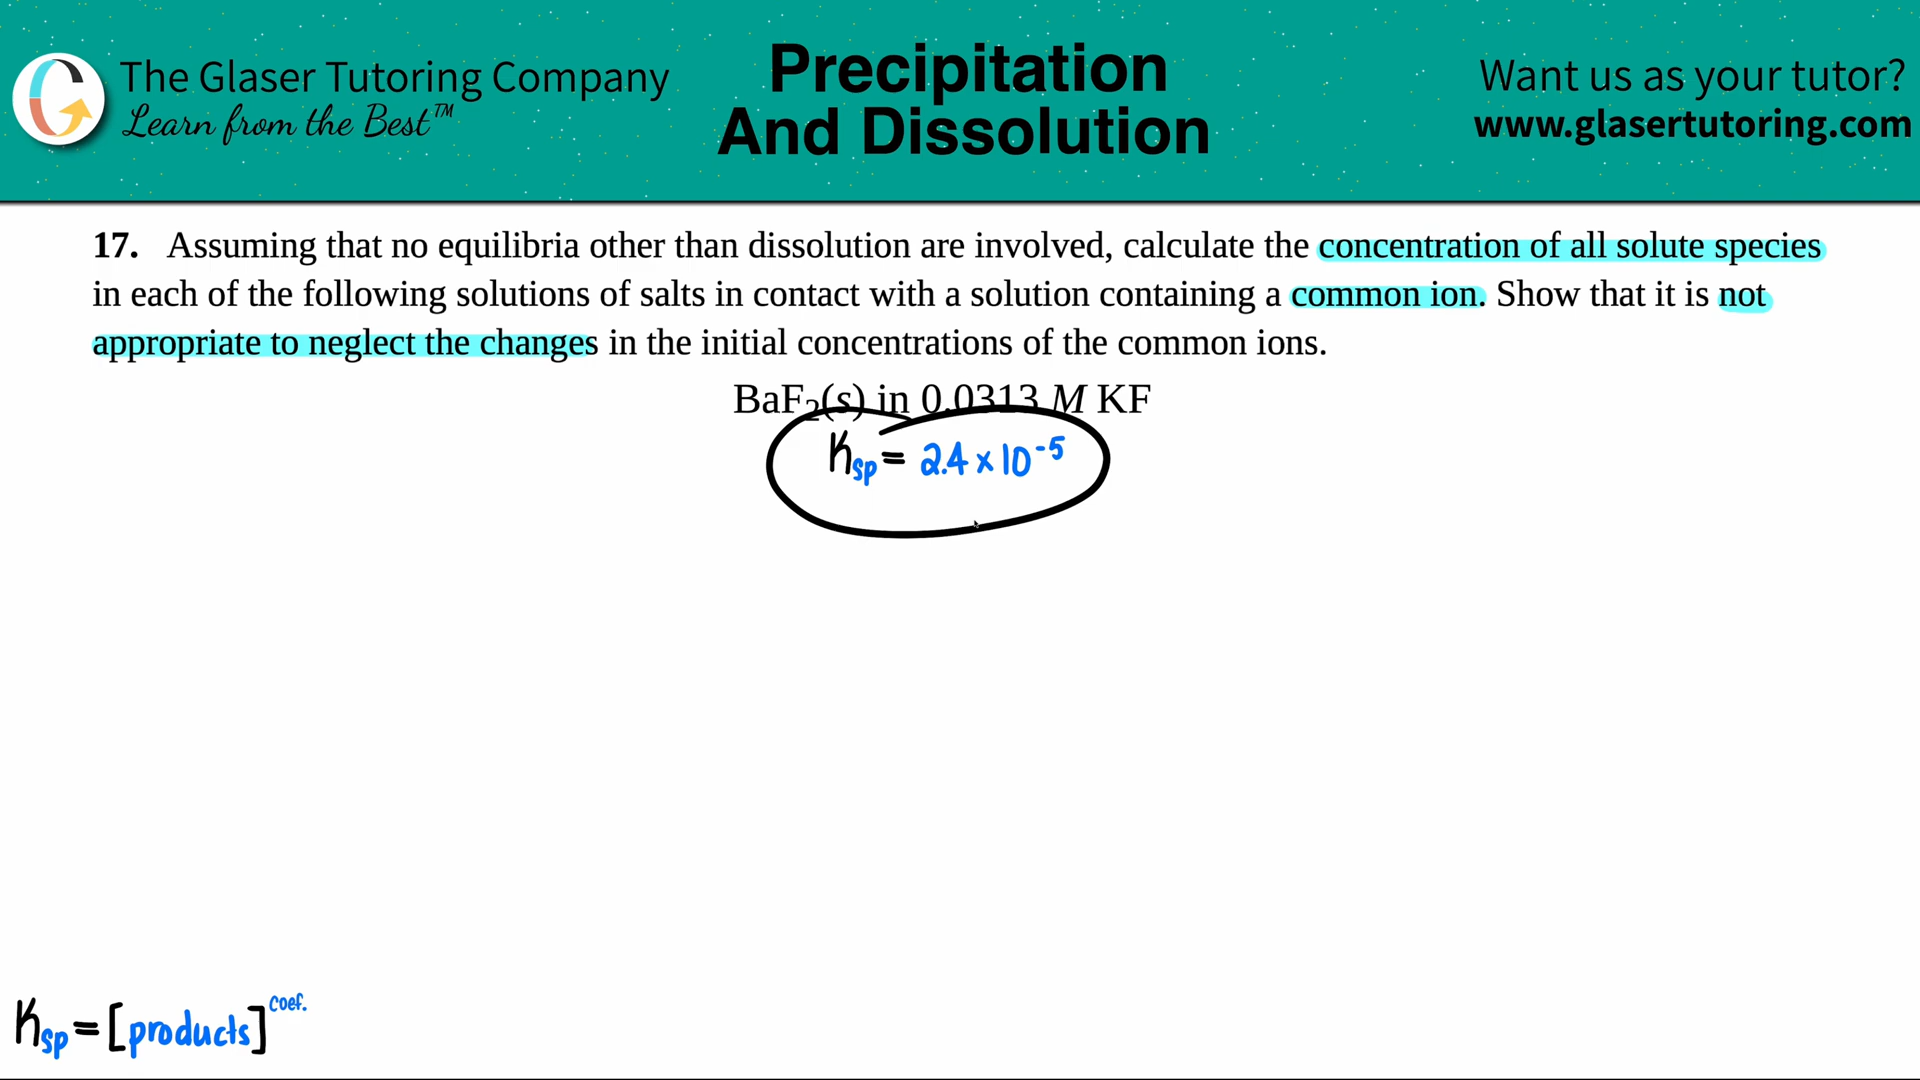 The Glaser Tutoring Company
Learn from the Best™
Precipitation
And Dissolution
Want us as your tutor?
www.glasertutoring.com
17. Assuming that no equilibria other than dissolution are involved, calculate the concentration of all solute species
in each of the following solutions of salts in contact with a solution containing a common ion. Show that it is not
appropriate to neglect the changes in the initial concentrations of the common ions.
BaF₂(s) in 0.0313 M KF
Ksp = 2.4 x 10⁻⁵
Ksp = [products]^coef.